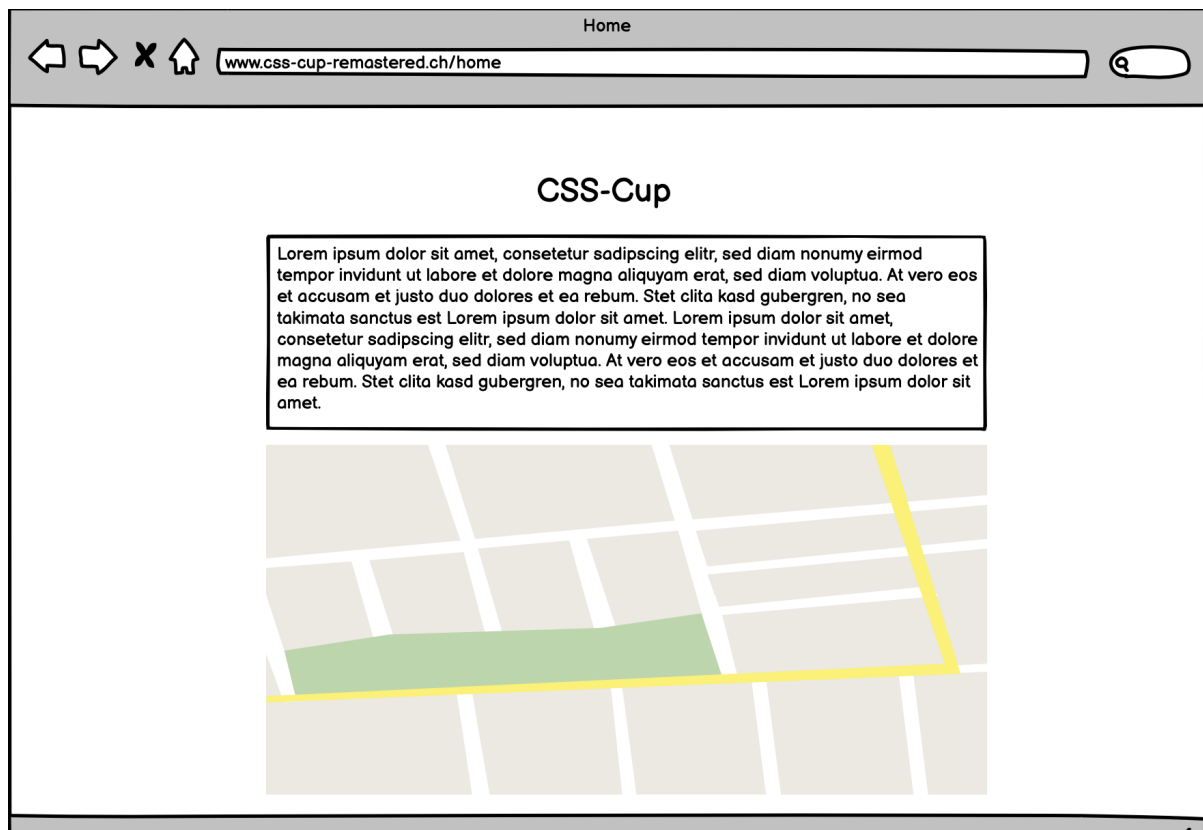 Home
www.css-cup-remastered.ch/home
CSS-Cup
Lorem ipsum dolor sit amet, consetetur sadipscing elitr, sed diam nonumy eirmod
tempor invidunt ut labore et dolore magna aliquyam erat, sed diam voluptua. At vero eos
et accusam et justo duo dolores et ea rebum. Stet clita kasd gubergren, no sea
takimata sanctus est Lorem ipsum dolor sit amet. Lorem ipsum dolor sit amet,
consetetur sadipscing elitr, sed diam nonumy eirmod tempor invidunt ut labore et dolore
magna aliquyam erat, sed diam voluptua. At vero eos et accusam et justo duo dolores et
ea rebum. Stet clita kasd gubergren, no sea takimata sanctus est Lorem ipsum dolor sit
amet.